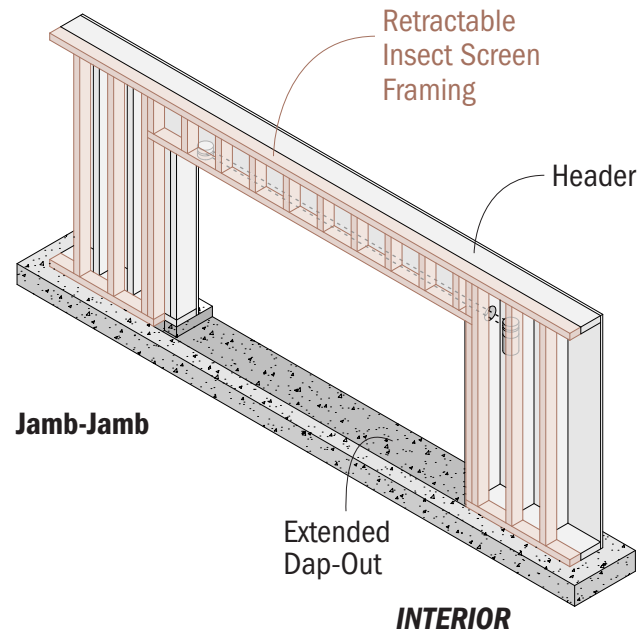 Retractable
Insect Screen
Framing
Header
Jamb-Jamb
Extended
Dap-Out
INTERIOR